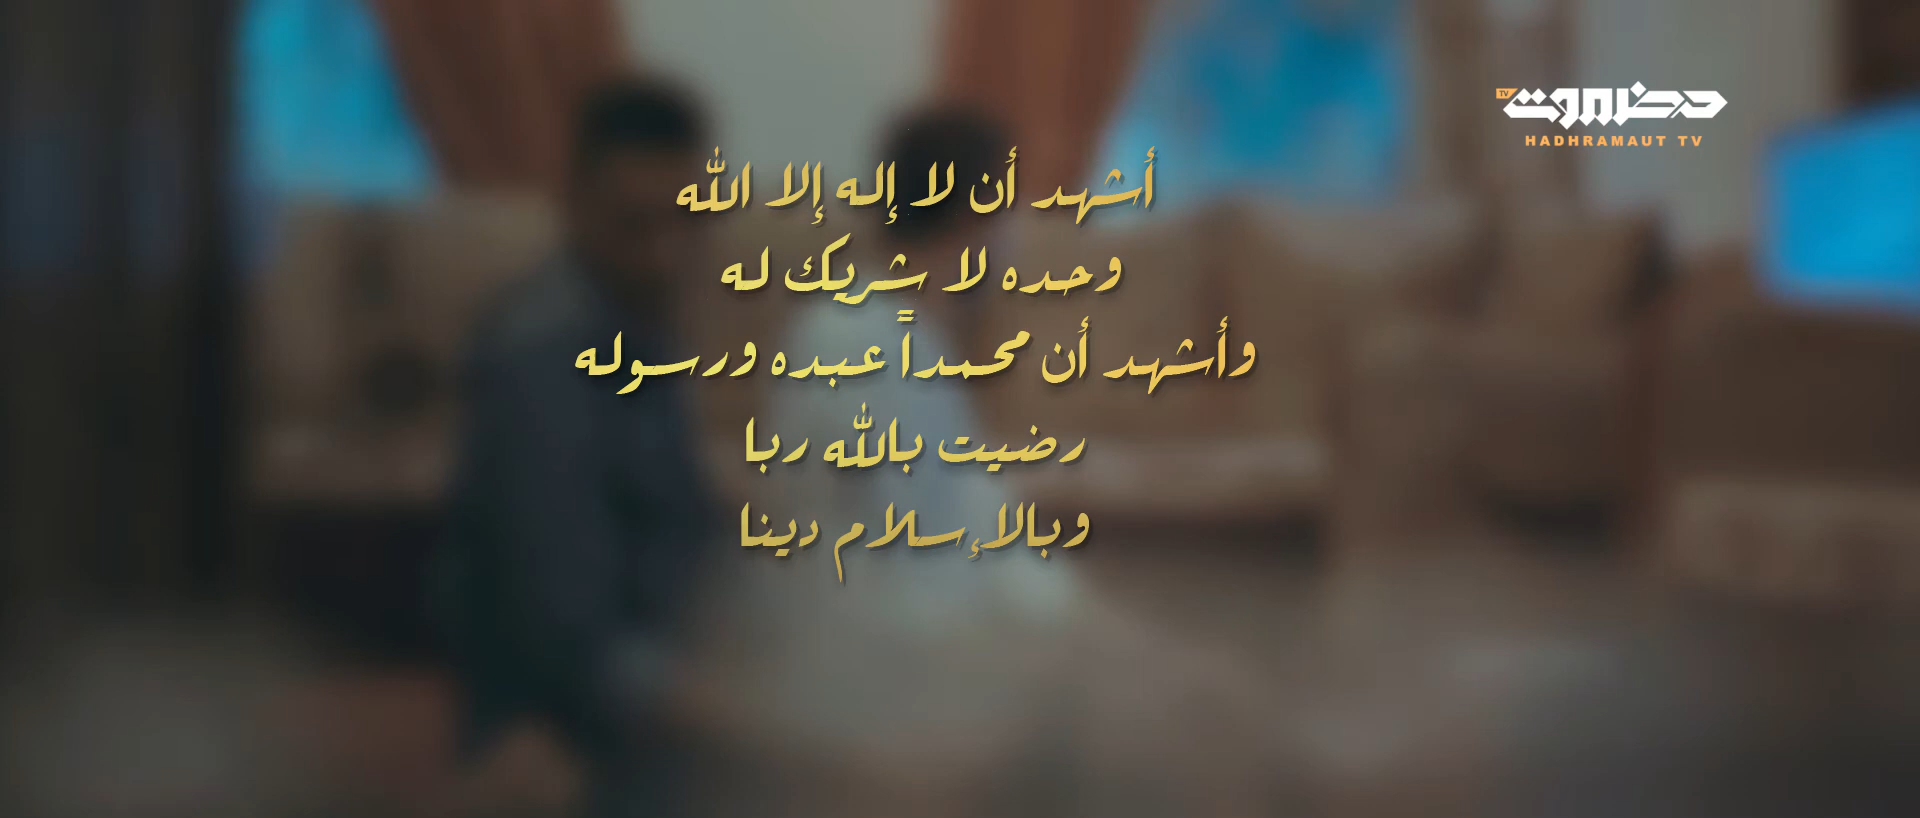 حضرموت TV
HADHRAMAUT TV
أشهد أن لا إله إلا الله
وحده لا شريك له
وأشهد أن محمداً عبده ورسوله
رضيت بالله ربا
وبالإسلام دينا